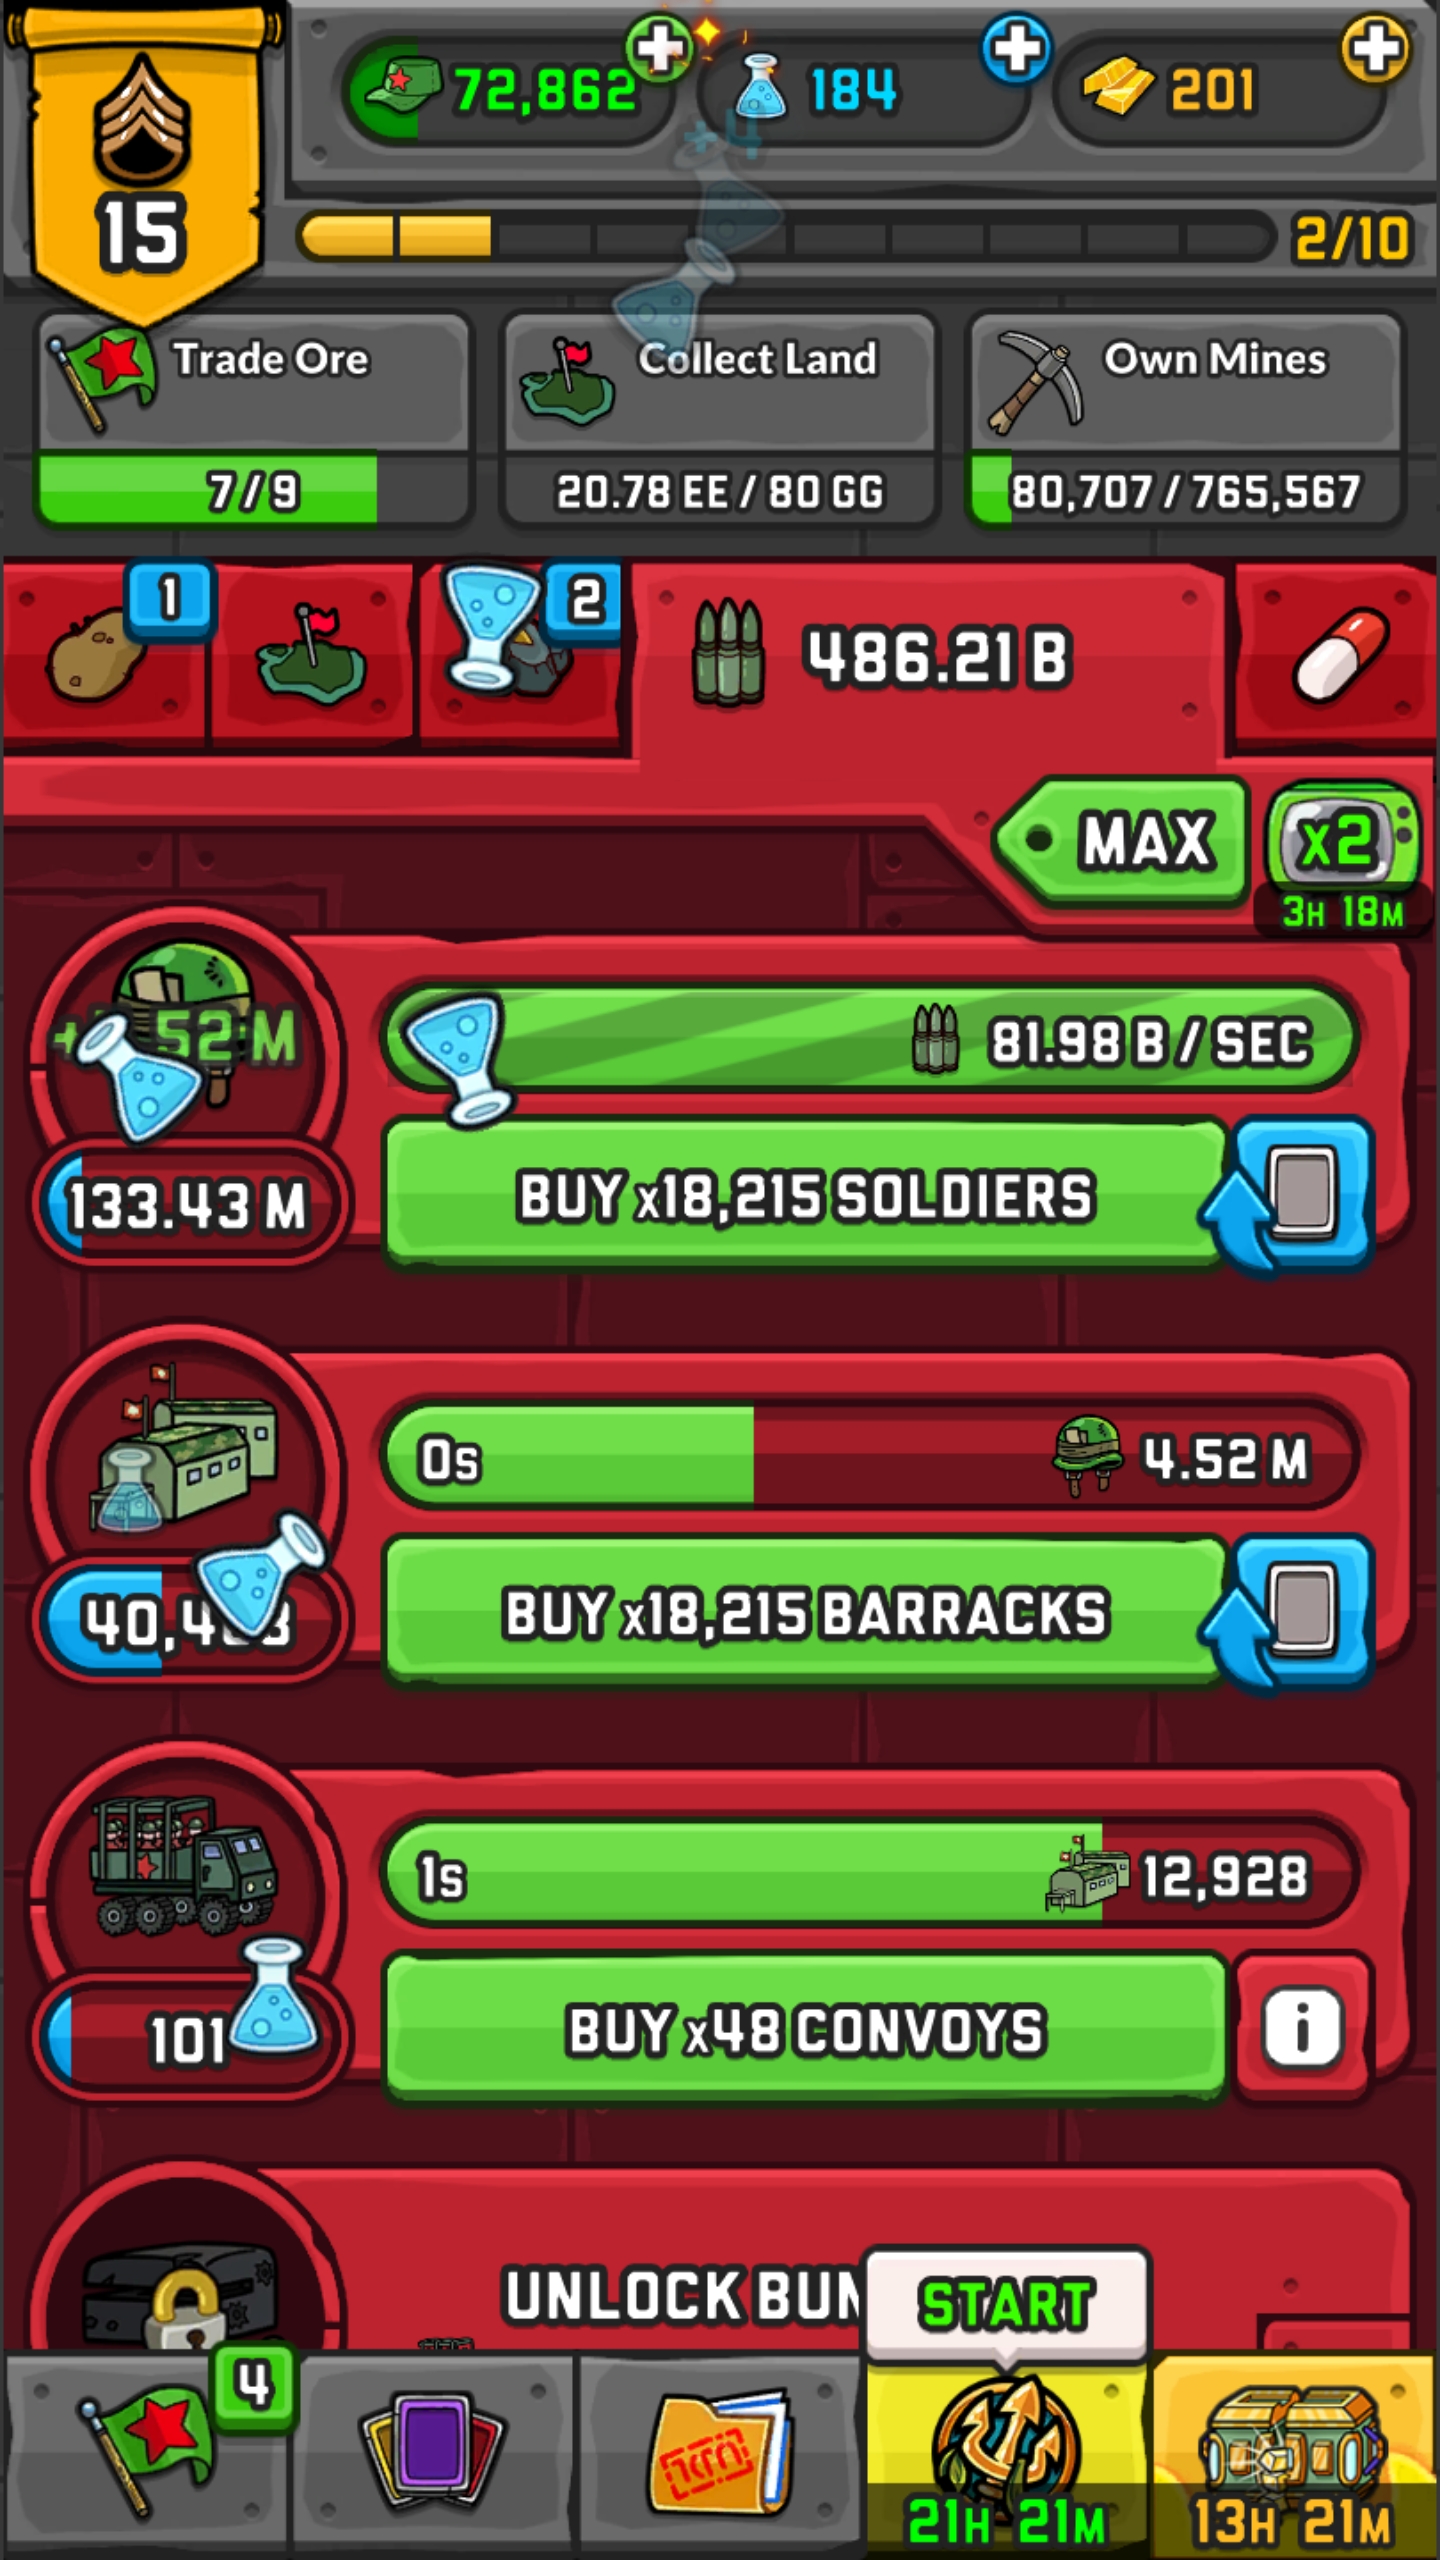 72,862
184
201
+4
15
2/10
Trade Ore
Collect Land
Own Mines
7/9
20.78 EE / 80 GG
80,707 / 765,567
1
2
486.21 B
MAX
x2
3H 18M
81.98 B / SEC
BUY x18,215 SOLDIERS
133.43 M
0s
4.52 M
BUY x18,215 BARRACKS
1s
12,928
BUY x48 CONVOYS
101
i
UNLOCK
START
4
21H 21M
13H 21M